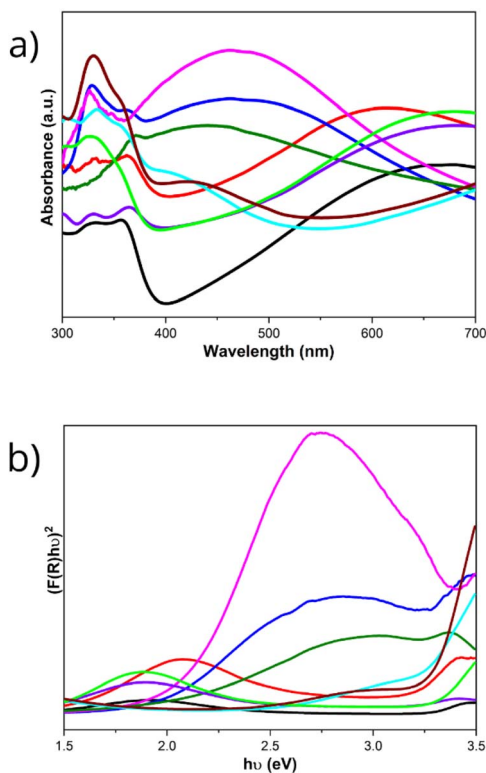 a)
Absorbance (a.u.)
300 400 500 600 700
Wavelength (nm)
b)
(F(R)hυ)²
1.5 2.0 2.5 3.0 3.5
hυ (eV)